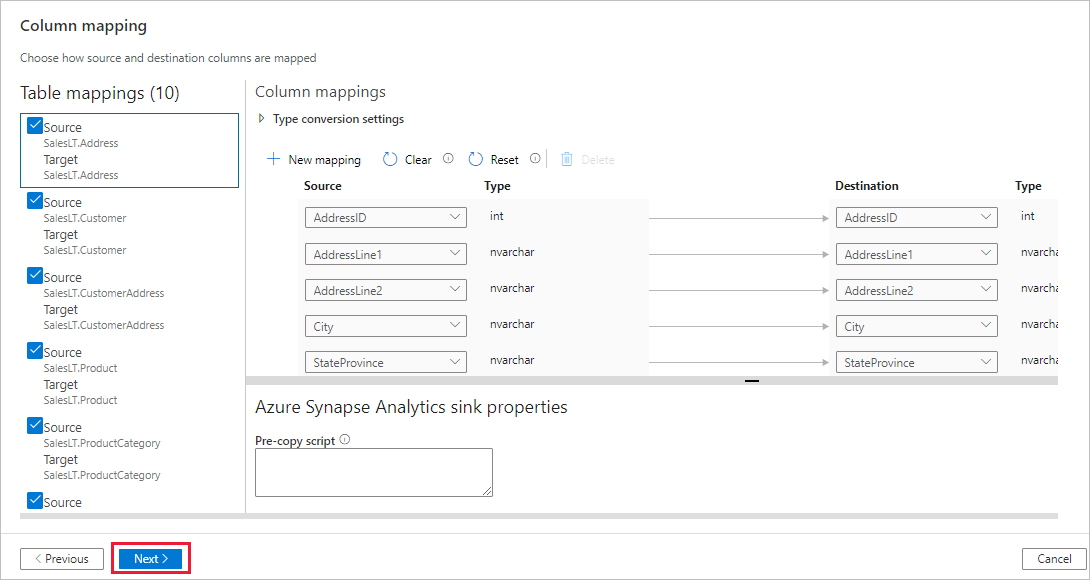 Column mapping
Choose how source and destination columns are mapped
Table mappings (10)
Source
SalesLT.Address
Target
SalesLT.Address
Source
SalesLT.Customer
Target
SalesLT.Customer
Source
SalesLT.CustomerAddress
Target
SalesLT.CustomerAddress
Source
SalesLT.Product
Target
SalesLT.Product
Source
SalesLT.ProductCategory
Target
SalesLT.ProductCategory
Source
Column mappings
Type conversion settings
New mapping Clear Reset Delete
Source Type Destination Type
AddressID int AddressID int
AddressLine1 nvarchar AddressLine1 nvarcha
AddressLine2 nvarchar AddressLine2 nvarcha
City nvarchar City nvarcha
StateProvince nvarchar StateProvince nvarcha
Azure Synapse Analytics sink properties
Pre-copy script
Previous Next Cancel